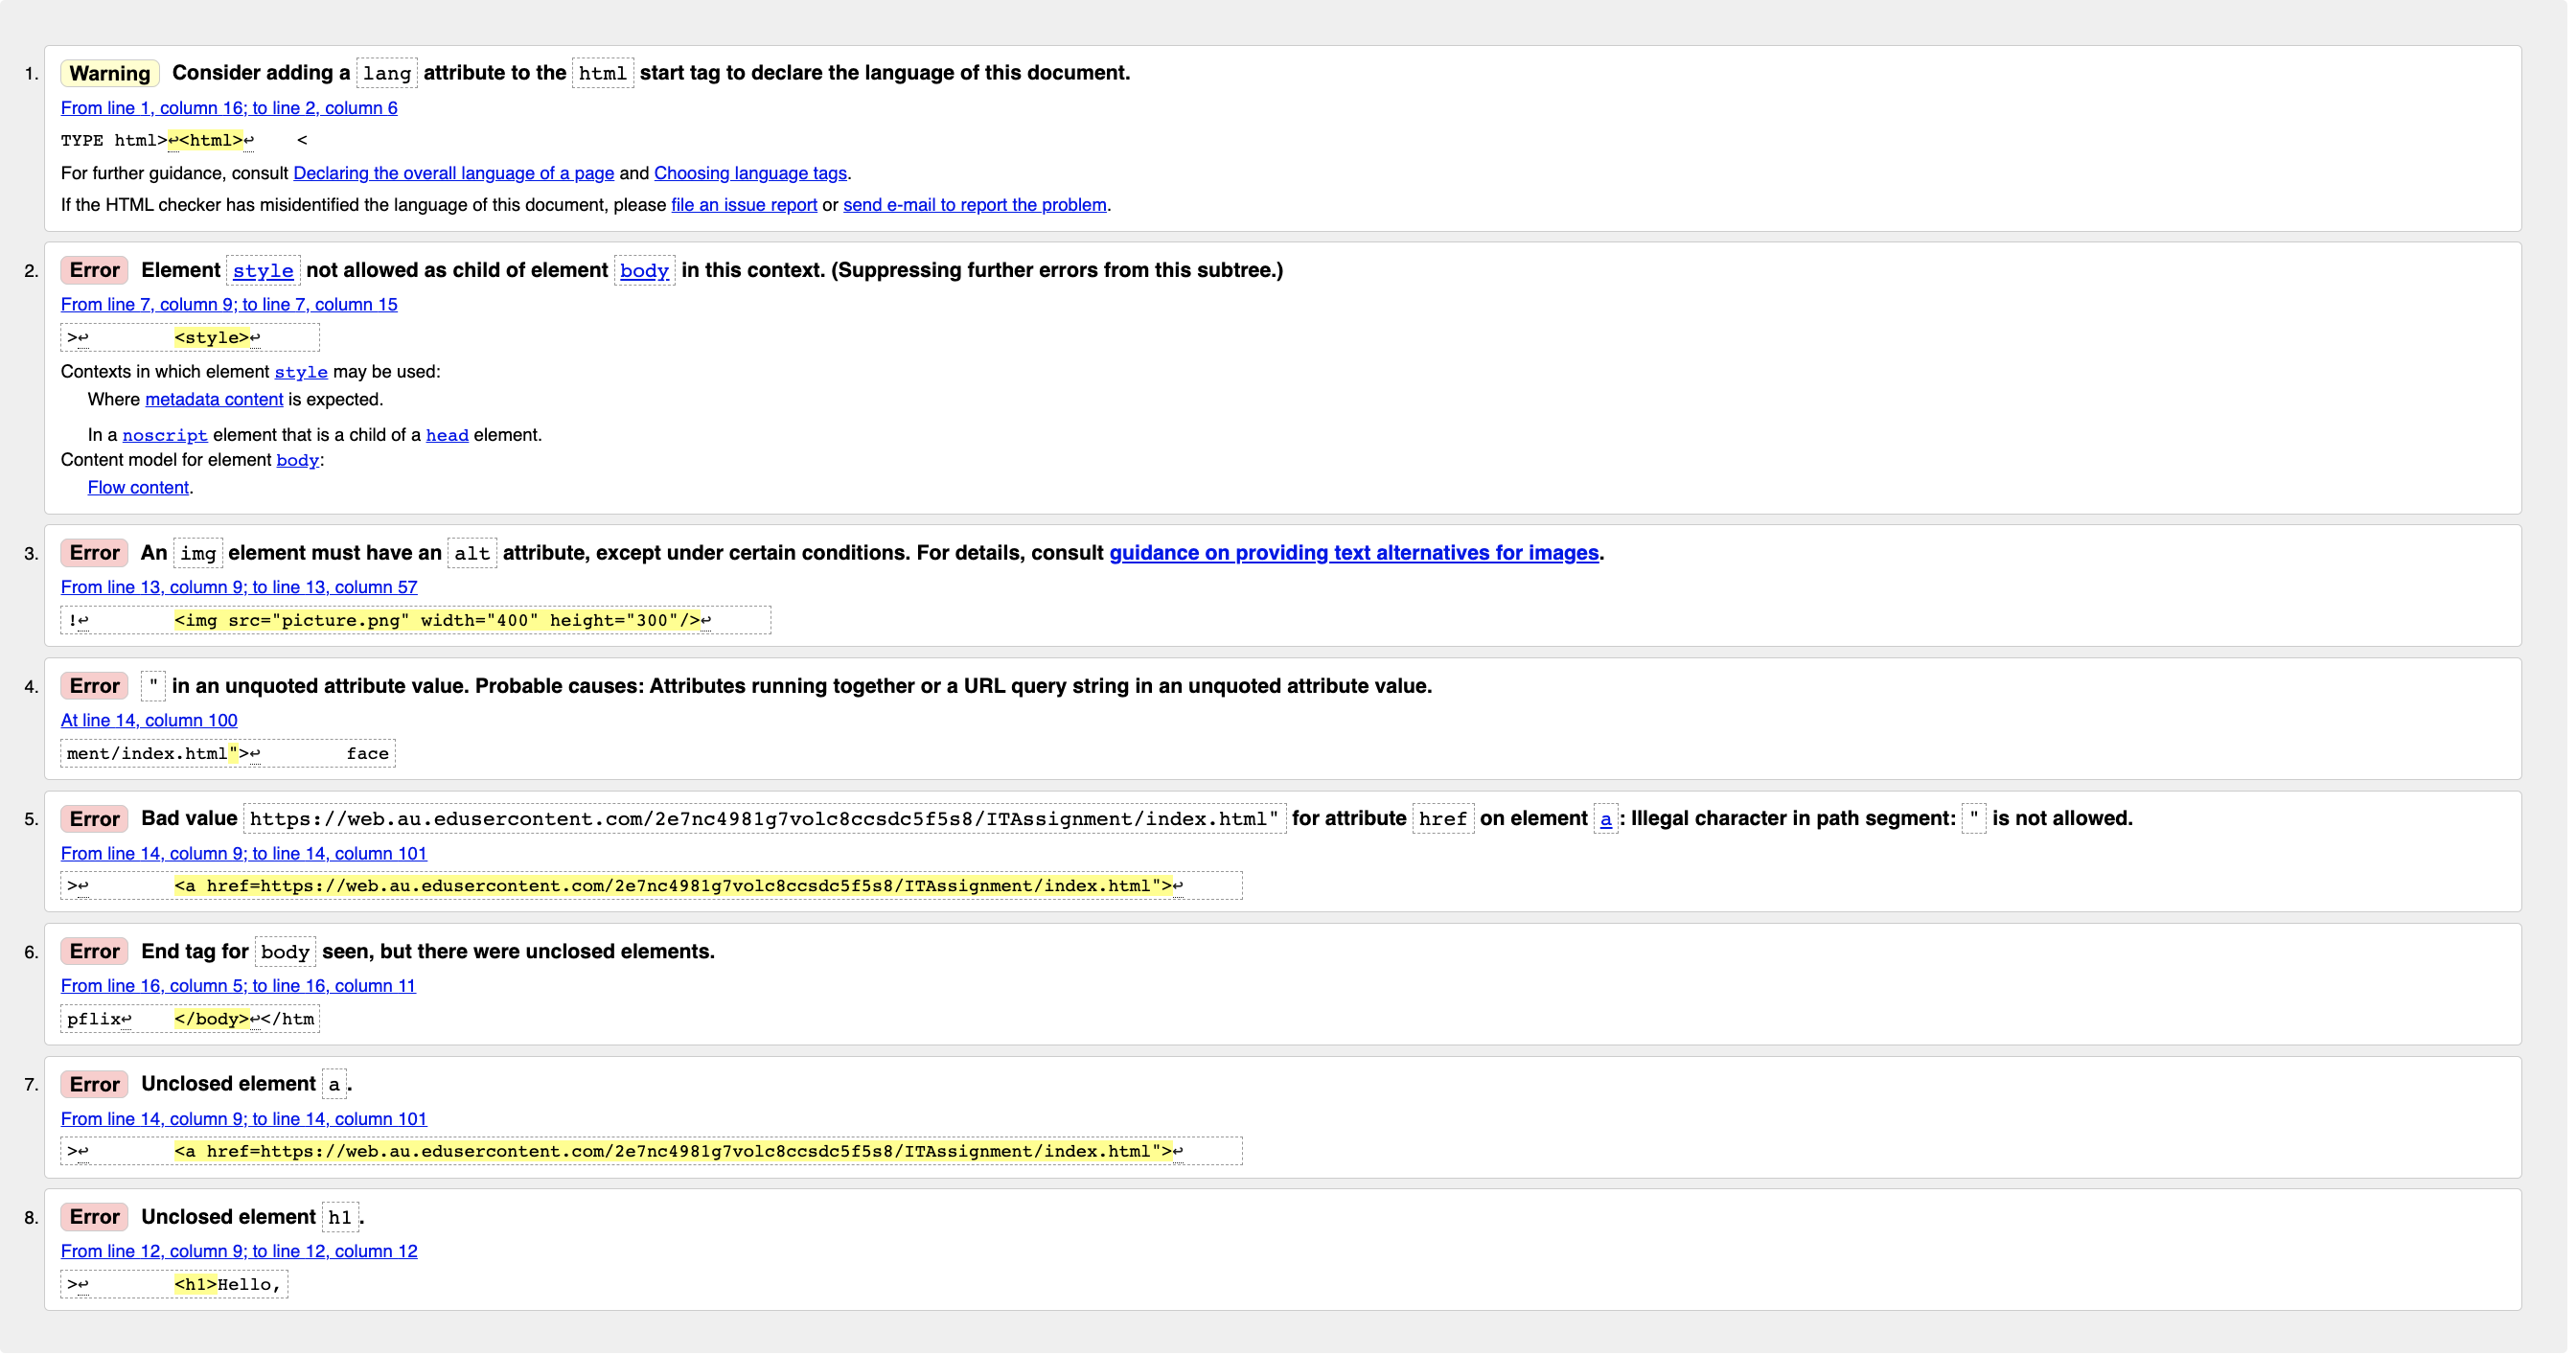 1. Warning Consider adding a lang attribute to the html start tag to declare the language of this document.
From line 1, column 16; to line 2, column 6
TYPE html>↩<html>↩    <
For further guidance, consult Declaring the overall language of a page and Choosing language tags.
If the HTML checker has misidentified the language of this document, please file an issue report or send e-mail to report the problem.
2. Error Element style not allowed as child of element body in this context. (Suppressing further errors from this subtree.)
From line 7, column 9; to line 7, column 15
>↩        <style>↩
Contexts in which element style may be used:
Where metadata content is expected.
In a noscript element that is a child of a head element.
Content model for element body:
Flow content.
3. Error An img element must have an alt attribute, except under certain conditions. For details, consult guidance on providing text alternatives for images.
From line 13, column 9; to line 13, column 57
!↩        <img src="picture.png" width="400" height="300"/>↩
4. Error " in an unquoted attribute value. Probable causes: Attributes running together or a URL query string in an unquoted attribute value.
At line 14, column 100
ment/index.html">↩        face
5. Error Bad value https://web.au.edusercontent.com/2e7nc4981g7volc8ccsdc5f5s8/ITAssignment/index.html" for attribute href on element a: Illegal character in path segment: " is not allowed.
From line 14, column 9; to line 14, column 101
>↩        <a href=https://web.au.edusercontent.com/2e7nc4981g7volc8ccsdc5f5s8/ITAssignment/index.html">↩
6. Error End tag for body seen, but there were unclosed elements.
From line 16, column 5; to line 16, column 11
pflix↩    </body>↩</htm
7. Error Unclosed element a.
From line 14, column 9; to line 14, column 101
>↩        <a href=https://web.au.edusercontent.com/2e7nc4981g7volc8ccsdc5f5s8/ITAssignment/index.html">↩
8. Error Unclosed element h1.
From line 12, column 9; to line 12, column 12
>↩        <h1>Hello,